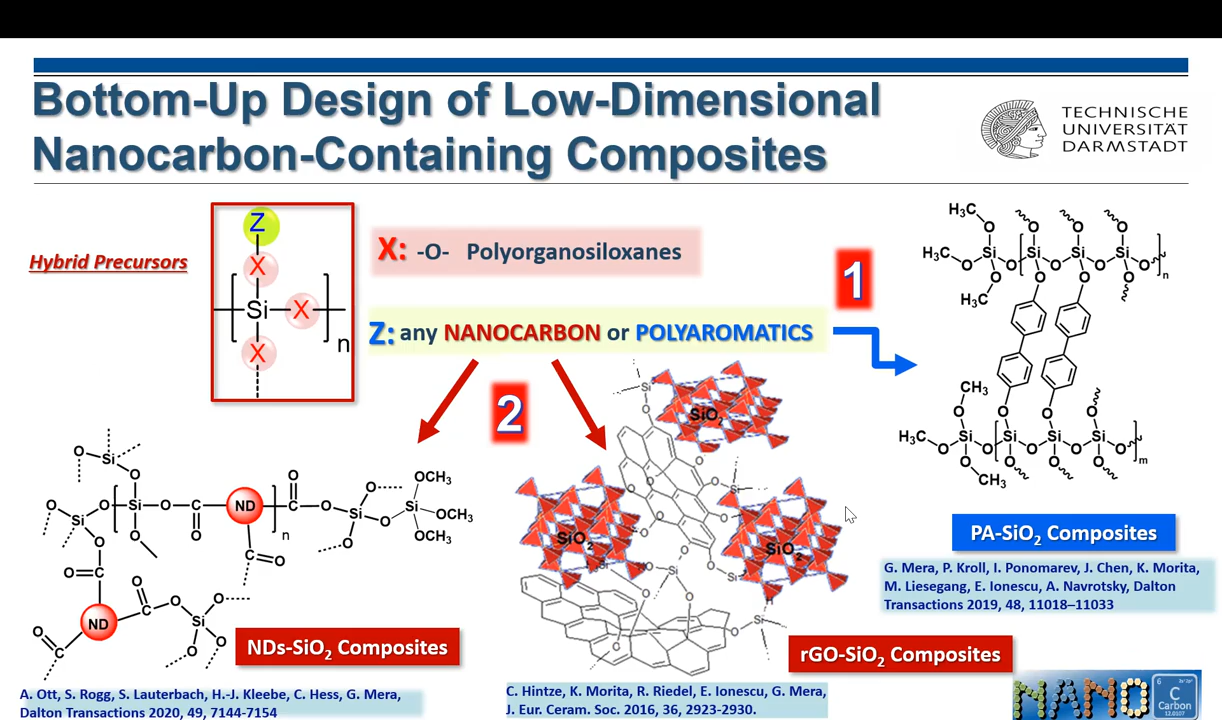 Bottom-Up Design of Low-Dimensional
Nanocarbon-Containing Composites
TECHNISCHE
UNIVERSITÄT
DARMSTADT
Hybrid Precursors
Z
X
Si
X
X
n
X: -O- Polyorganosiloxanes
Z: any NANOCARBON or POLYAROMATICS
1
2
H₃C
O
O
O
O
H₃C
O
Si
O
Si
O
Si
O
Si
O
n
O
H₃C
O
O
O
CH₃
O
O
O
O
H₃C
O
Si
O
Si
O
Si
O
Si
O
m
O
CH₃
O
O
O
PA-SiO₂ Composites
G. Mera, P. Kroll, I. Ponomarev, J. Chen, K. Morita,
M. Liesegang, E. Ionescu, A. Navrotsky, Dalton
Transactions 2019, 48, 11018–11033
O
Si
O
O
Si
O
Si
O
C
O
ND
n
C
O
O
Si
O
O
O
Si
OCH₃
OCH₃
OCH₃
O
O
C
O
C
O
ND
C
O
O
Si
O
O
O
C
O
NDs-SiO₂ Composites
A. Ott, S. Rogg, S. Lauterbach, H.-J. Kleebe, C. Hess, G. Mera,
Dalton Transactions 2020, 49, 7144-7154
Si
O
SiO₂
SiO₂
SiO₂
O
Si
O
Si
O
Si
H
O
Si
rGO-SiO₂ Composites
C. Hintze, K. Morita, R. Riedel, E. Ionescu, G. Mera,
J. Eur. Ceram. Soc. 2016, 36, 2923-2930.
NANO
6
C
Carbon
12.0107